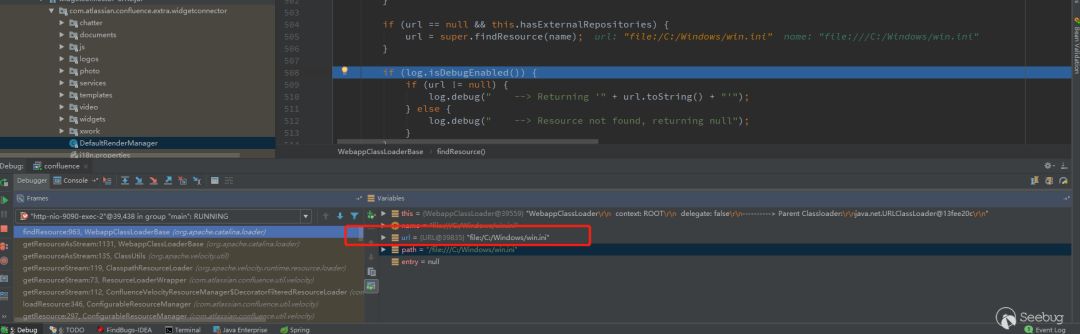 com.atlassian.confluence.extra.widgetconnector
chatter
documents
js
logos
photo
services
templates
video
widgets
xwork
DefaultRenderManager
i18n.properties
502 }
503
504 if (url == null && this.hasExternalRepositories) {
505 url = super.findResource(name); url: "file:/C:/Windows/win.ini" name: "file:///C:/Windows/win.ini"
506 }
507
508 if (log.isDebugEnabled()) {
509 if (url != null) {
510 log.debug(" --> Returning '" + url.toString() + "'");
511 } else {
512 log.debug(" --> Resource not found, returning null");
513 }
514
WebappClassLoaderBase findResource()
Bean Validation
Debug: confluence
Debugger Console
Frames Variables
"http-nio-9090-exec-2"@39,438 in group "main": RUNNING
findResource:963, WebappClassLoaderBase (org.apache.catalina.loader)
getResourceAsStream:1131, WebappClassLoaderBase (org.apache.catalina.loader)
getResourceAsStream:135, ClassUtils (org.apache.velocity.util)
getResourceStream:119, ClasspathResourceLoader (org.apache.velocity.runtime.resource.loader)
getResourceStream:73, ResourceLoaderWrapper (com.atlassian.confluence.util.velocity)
getResourceStream:112, ConfluenceVelocityResourceManager$DecoratorFilteredResourceLoader (com
loadResource:346, ConfigurableResourceManager (com.atlassian.confluence.util.velocity)
getResource:297, ConfigurableResourceManager (com.atlassian.confluence.util.velocity)
this = {WebappClassLoader@39559} "WebappClassLoader\r\n context: ROOT\r\n delegate: false\r\n----------> Parent Classloader:\r\njava.net.URLClassLoader@13fee20c\r\n"
name = "file:///C:/Windows/win.ini"
url = {URL@39835} "file:/C:/Windows/win.ini"
path = "/file:///C:/Windows/win.ini"
entry = null
Seebug
5: Debug 6: TODO FindBugs-IDEA Terminal Java Enterprise Spring Event Log